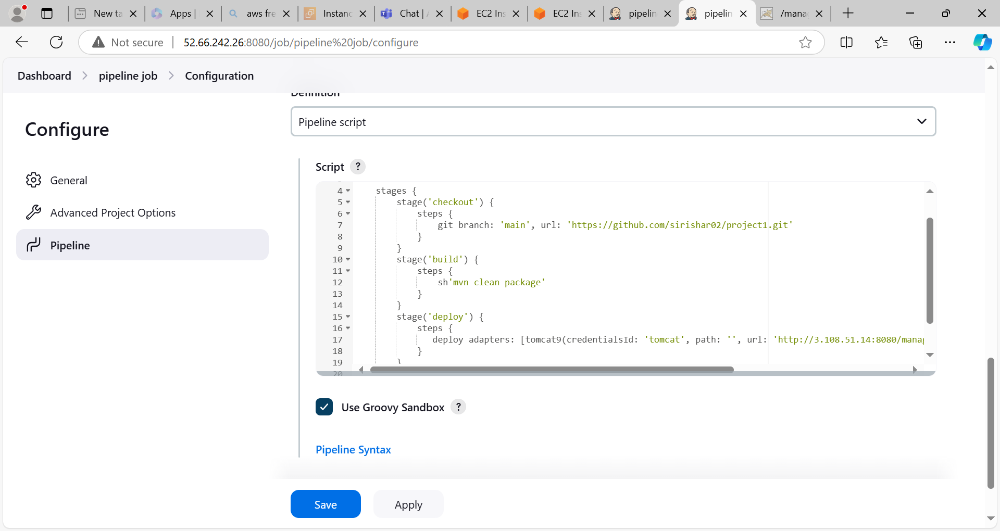 New ta
Apps |
aws fre
Instanc
Chat | 
EC2 Ins
EC2 Ins
pipelin
pipelin
/manag
Not secure
52.66.242.26:8080/job/pipeline%20job/configure
Dashboard > pipeline job > Configuration
Configure
General
Advanced Project Options
Pipeline
Definition
Pipeline script
Script ?
4 stages {
5 stage('checkout') {
6 steps {
7 git branch: 'main', url: 'https://github.com/sirishar02/project1.git'
8 }
9 }
10 stage('build') {
11 steps {
12 sh'mvn clean package'
13 }
14 }
15 stage('deploy') {
16 steps {
17 deploy adapters: [tomcat9(credentialsId: 'tomcat', path: '', url: 'http://3.108.51.14:8080/manag
18 }
19 }
20
Use Groovy Sandbox ?
Pipeline Syntax
Save
Apply